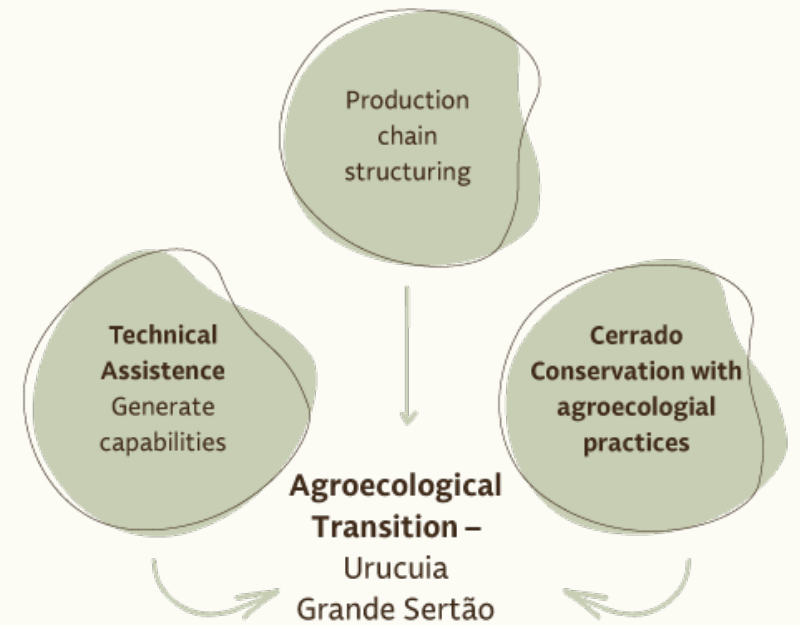 Production
chain
structuring
Technical
Assistence
Generate
capabilities
Cerrado
Conservation with
agroecologial
practices
Agroecological
Transition –
Urucuia
Grande Sertão